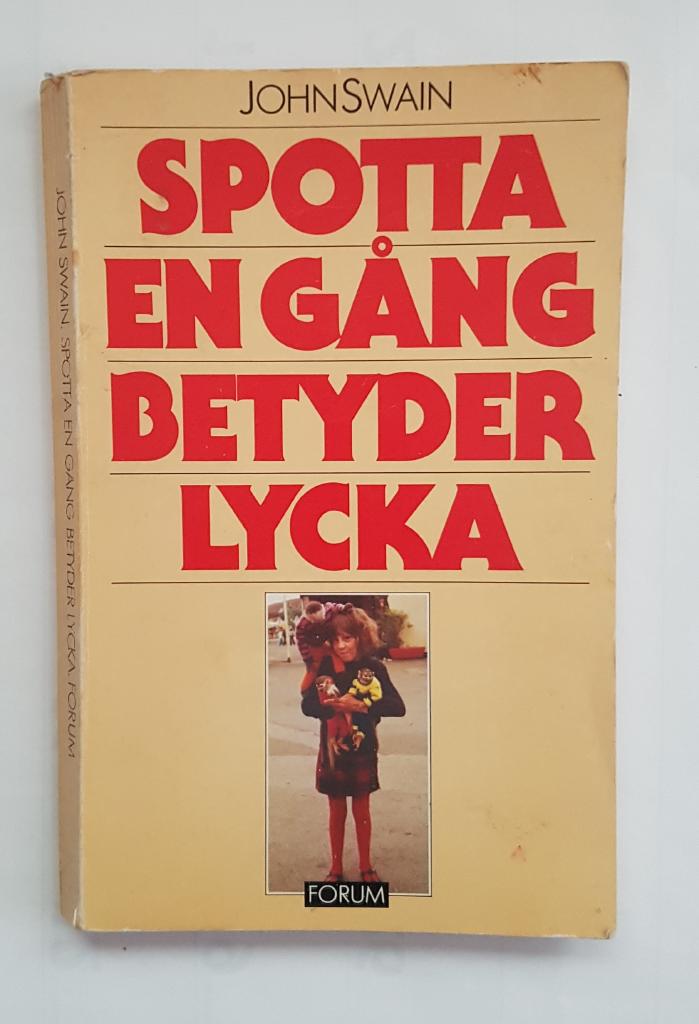 JOHN SWAIN
SPOTTA
EN GÅNG
BETYDER
LYCKA
FORUM
JOHN SWAIN. SPOTTA EN GÅNG BETYDER LYCKA. FORUM